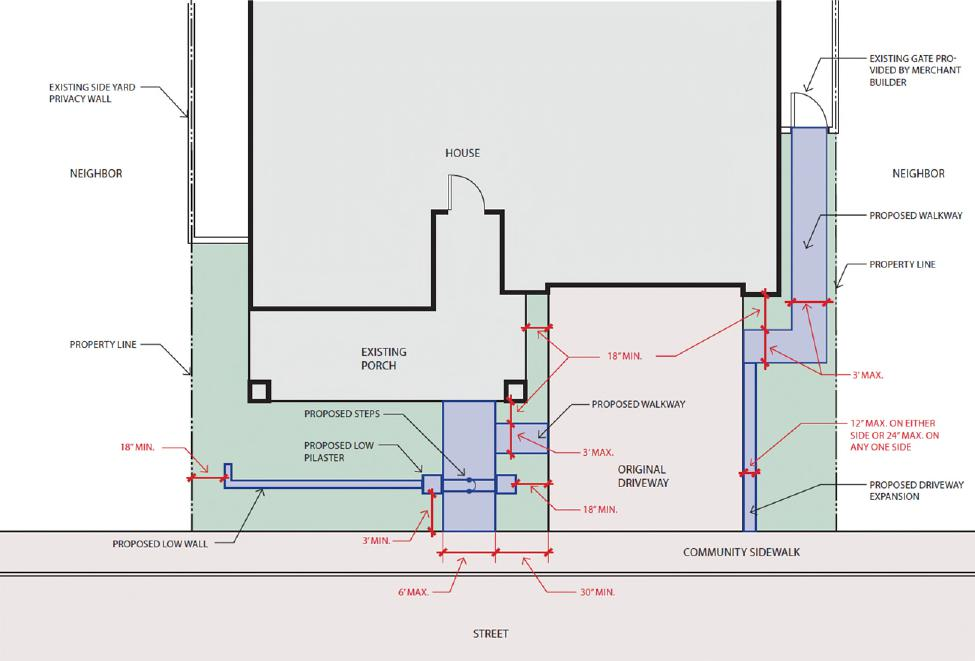 EXISTING GATE PRO-
VIDED BY MERCHANT
BUILDER
EXISTING SIDE YARD
PRIVACY WALL
HOUSE
NEIGHBOR
NEIGHBOR
PROPOSED WALKWAY
PROPERTY LINE
PROPERTY LINE
EXISTING
PORCH
18" MIN.
3' MAX.
PROPOSED STEPS
PROPOSED WALKWAY
12" MAX. ON EITHER
SIDE OR 24" MAX. ON
ANY ONE SIDE
18" MIN.
PROPOSED LOW
PILASTER
3' MAX.
ORIGINAL
DRIVEWAY
PROPOSED DRIVEWAY
EXPANSION
18" MIN.
PROPOSED LOW WALL
3' MIN.
COMMUNITY SIDEWALK
6' MAX.
30" MIN.
STREET